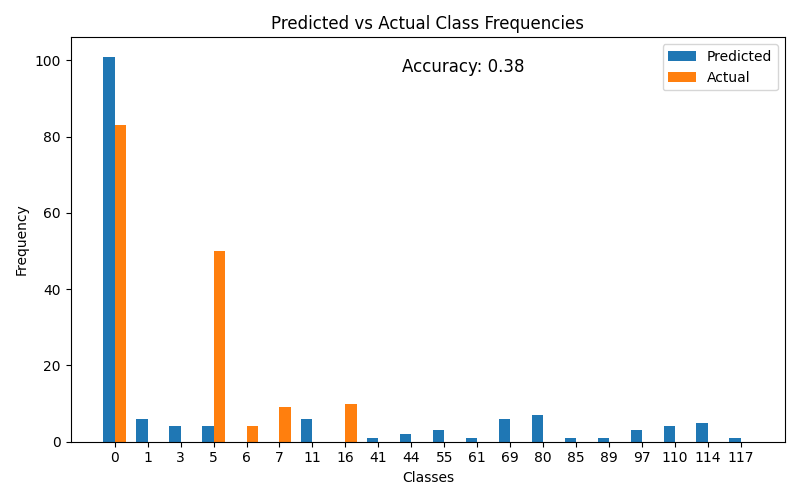 Predicted vs Actual Class Frequencies
Accuracy: 0.38
Predicted
Actual
Frequency
100
80
60
40
20
0
0 1 3 5 6 7 11 16 41 44 55 61 69 80 85 89 97 110 114 117
Classes